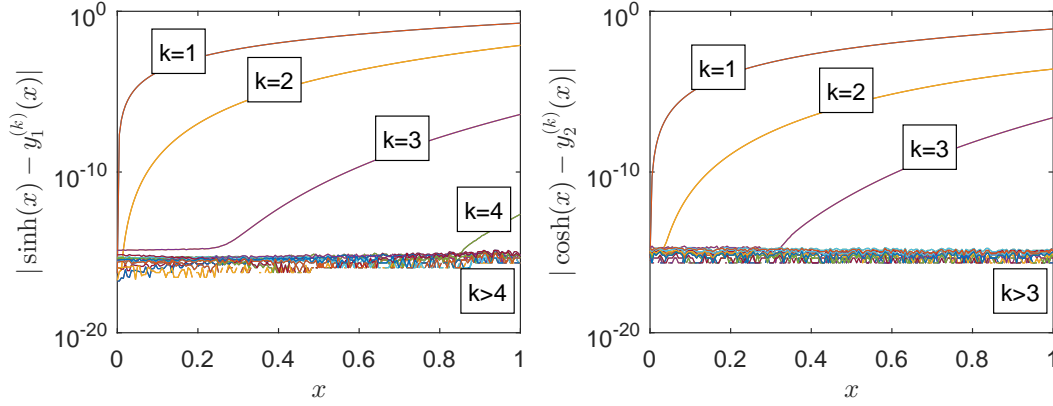 10^0
k=1
k=2
k=3
10^-10
k=4
k>4
10^-20
0
0.2
0.4
0.6
0.8
1
x
| sinh(x) − y_1^(k)(x)|
10^0
k=1
k=2
k=3
10^-10
k>3
10^-20
0
0.2
0.4
0.6
0.8
1
x
| cosh(x) − y_2^(k)(x)|